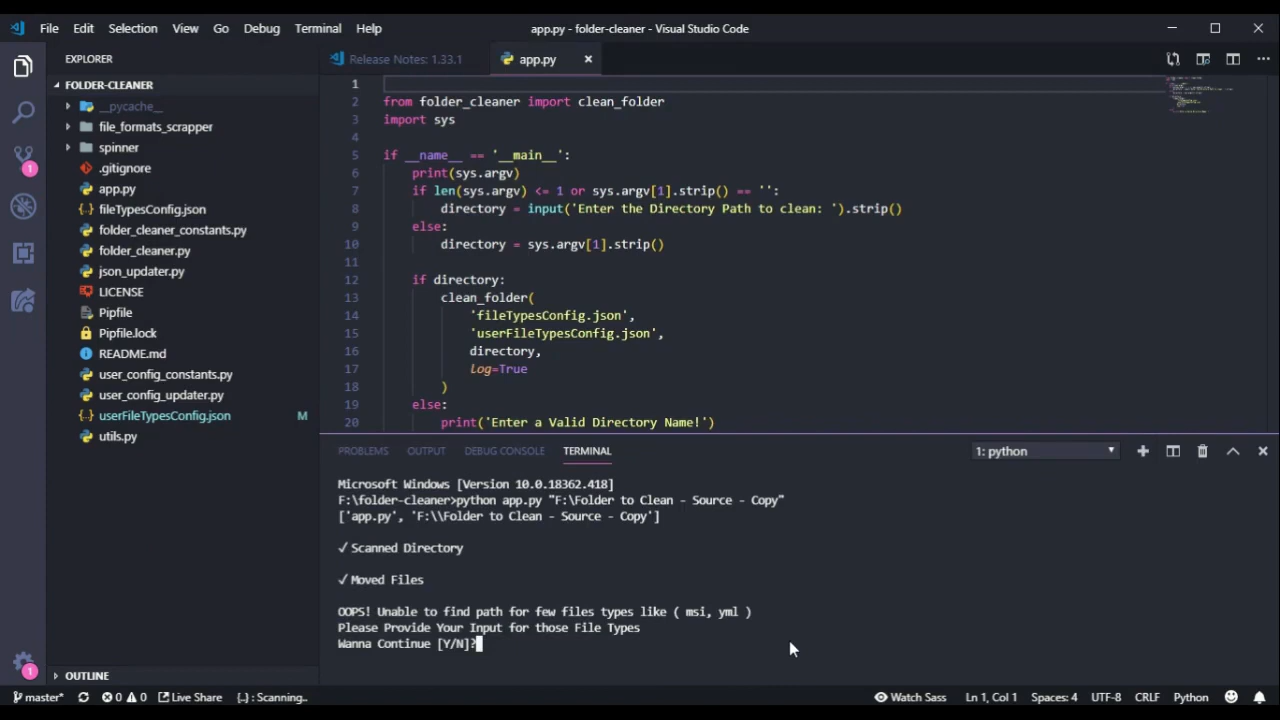 File Edit Selection View Go Debug Terminal Help
app.py - folder-cleaner - Visual Studio Code
EXPLORER
FOLDER-CLEANER
__pycache__
file_formats_scrapper
spinner
.gitignore
app.py
fileTypesConfig.json
folder_cleaner_constants.py
folder_cleaner.py
json_updater.py
LICENSE
Pipfile
Pipfile.lock
README.md
user_config_constants.py
user_config_updater.py
userFileTypesConfig.json M
utils.py
OUTLINE
1
1
Release Notes: 1.33.1 app.py
1
2 from folder_cleaner import clean_folder
3 import sys
4
5 if __name__ == '__main__':
6 print(sys.argv)
7 if len(sys.argv) <= 1 or sys.argv[1].strip() == '':
8 directory = input('Enter the Directory Path to clean: ').strip()
9 else:
10 directory = sys.argv[1].strip()
11
12 if directory:
13 clean_folder(
14 'fileTypesConfig.json',
15 'userFileTypesConfig.json',
16 directory,
17 log=True
18 )
19 else:
20 print('Enter a Valid Directory Name!')
PROBLEMS OUTPUT DEBUG CONSOLE TERMINAL 1: python
Microsoft Windows [Version 10.0.18362.418]
F:\folder-cleaner>python app.py "F:\Folder to Clean - Source - Copy"
['app.py', 'F:\\Folder to Clean - Source - Copy']
√ Scanned Directory
√ Moved Files
OOPS! Unable to find path for few files types like ( msi, yml )
Please Provide Your Input for those File Types
Wanna Continue [Y/N]?
master* 0 0 Live Share {..} : Scanning.. Watch Sass Ln 1, Col 1 Spaces: 4 UTF-8 CRLF Python